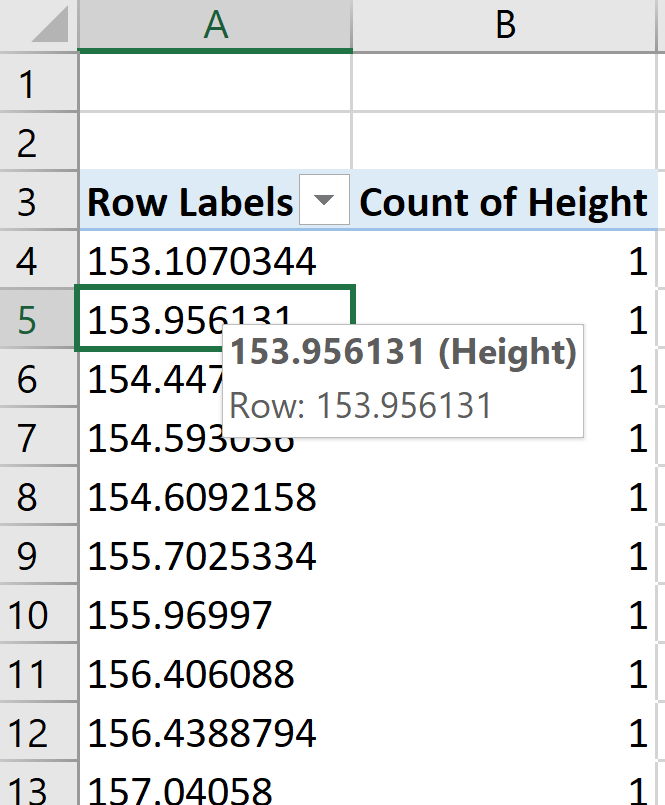 A B
1
2
3 Row Labels Count of Height
4 153.1070344 1
5 153.956131 1
153.956131 (Height)
6 154.447 1
Row: 153.956131
7 154.593036 1
8 154.6092158 1
9 155.7025334 1
10 155.96997 1
11 156.406088 1
12 156.4388794 1
13 157.04058 1